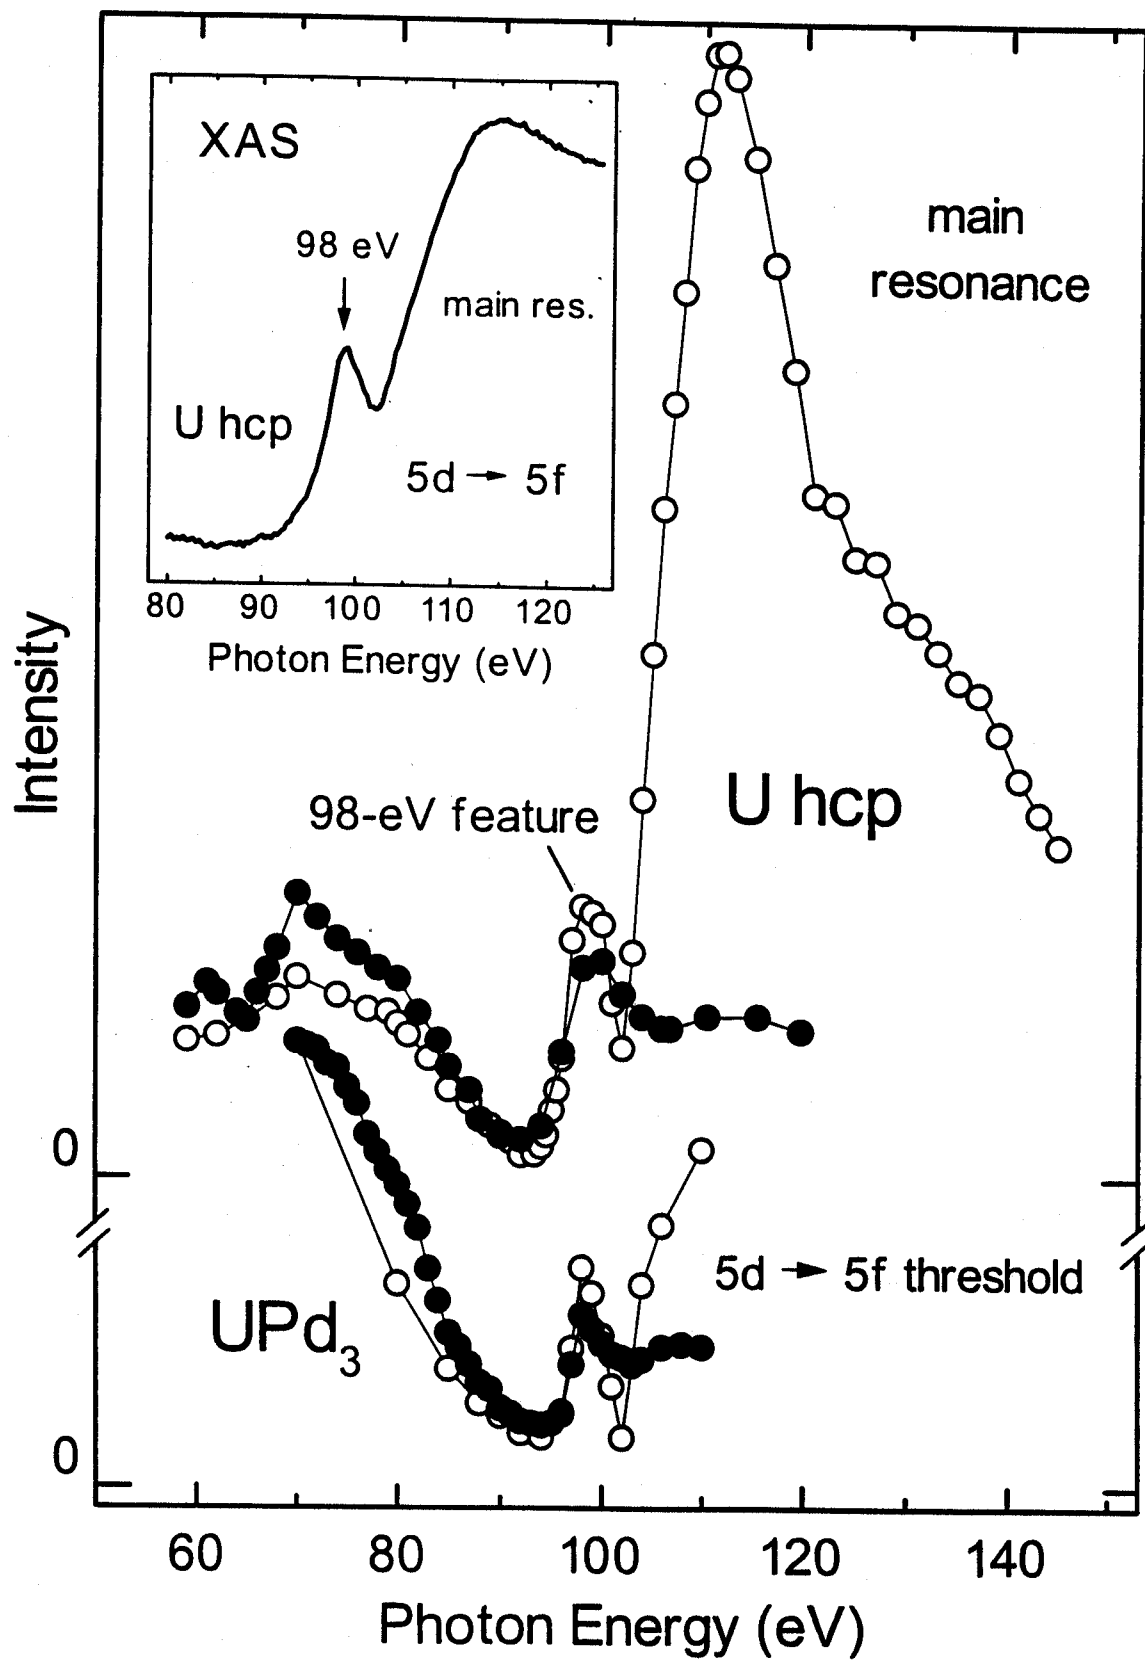 XAS
98 eV
main res.
U hcp
5d → 5f
80 90 100 110 120
Photon Energy (eV)
main
resonance
Intensity
98-eV feature
U hcp
0
5d → 5f threshold
UPd₃
0
60 80 100 120 140
Photon Energy (eV)